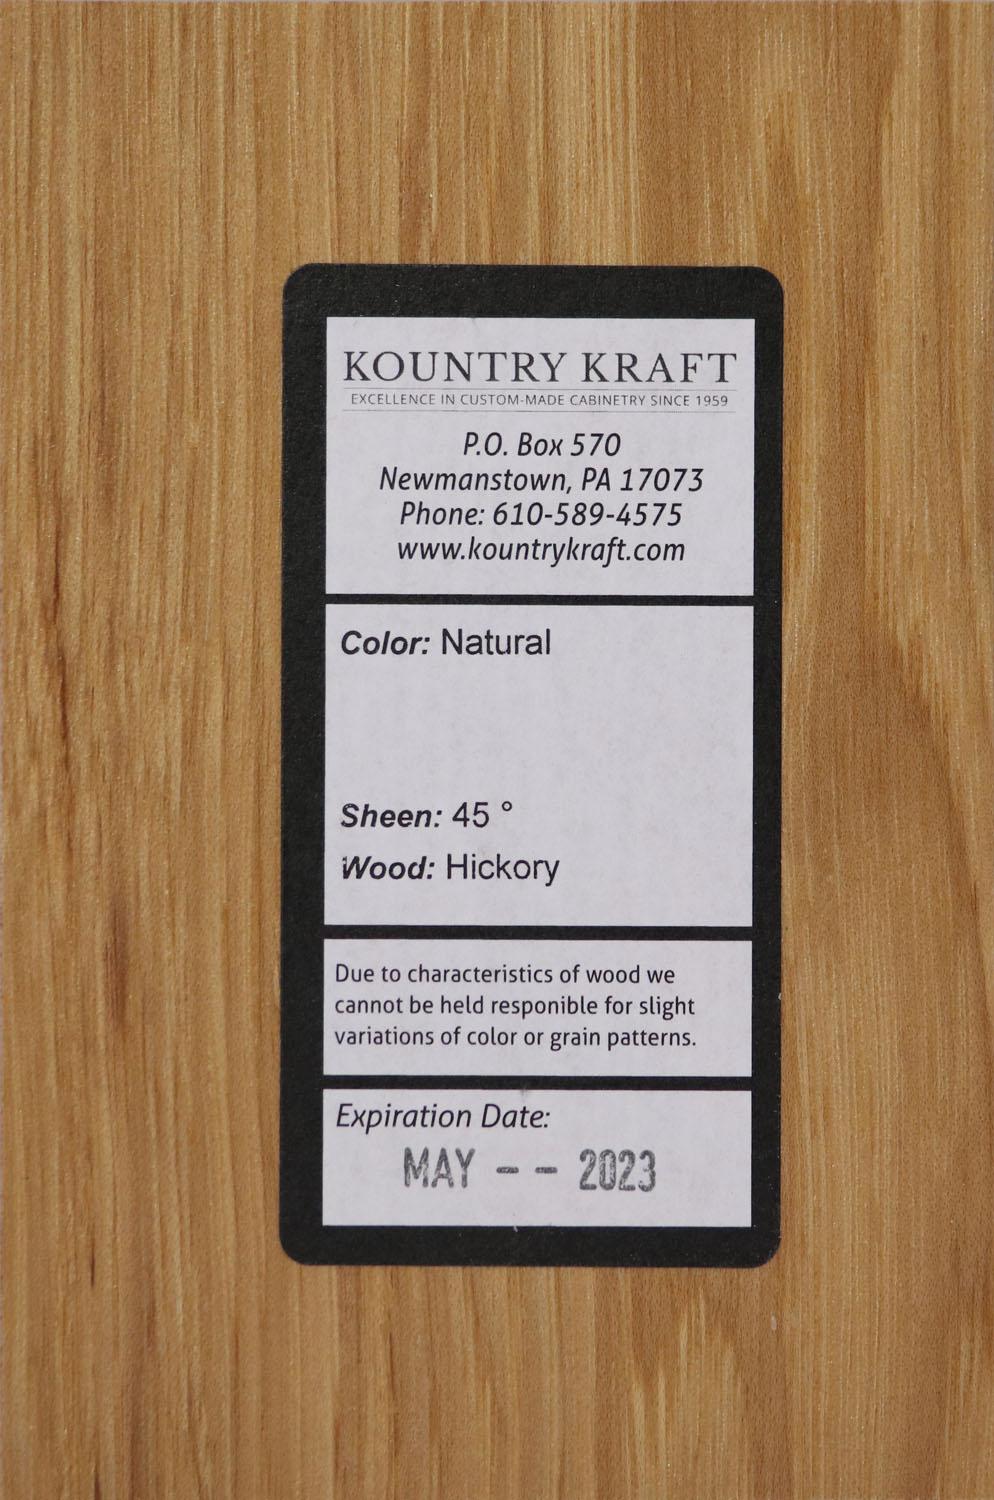 KOUNTRY KRAFT
EXCELLENCE IN CUSTOM-MADE CABINETRY SINCE 1959
P.O. Box 570
Newmanstown, PA 17073
Phone: 610-589-4575
www.kountrykraft.com
Color: Natural
Sheen: 45 °
Wood: Hickory
Due to characteristics of wood we
cannot be held responible for slight
variations of color or grain patterns.
Expiration Date:
MAY -- 2023